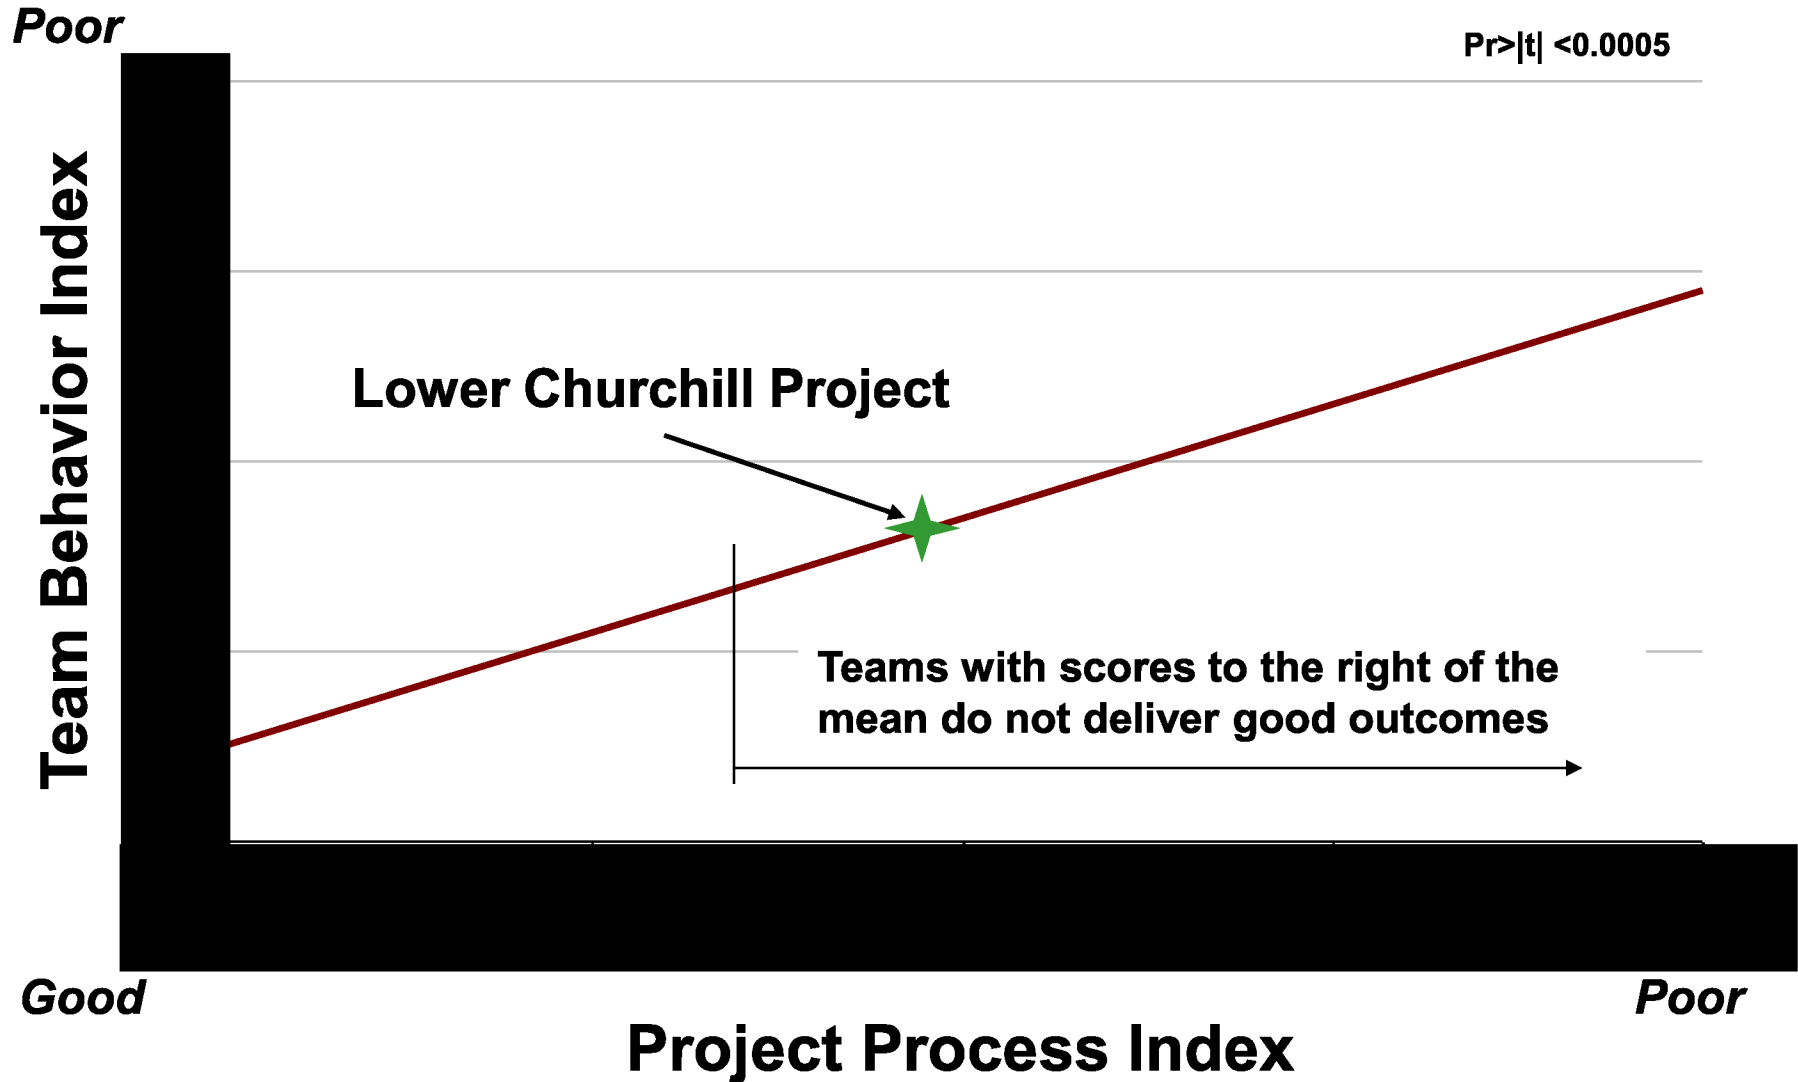 Poor
Pr>|t| <0.0005
Team Behavior Index
Lower Churchill Project
Teams with scores to the right of the
mean do not deliver good outcomes
Good
Poor
Project Process Index